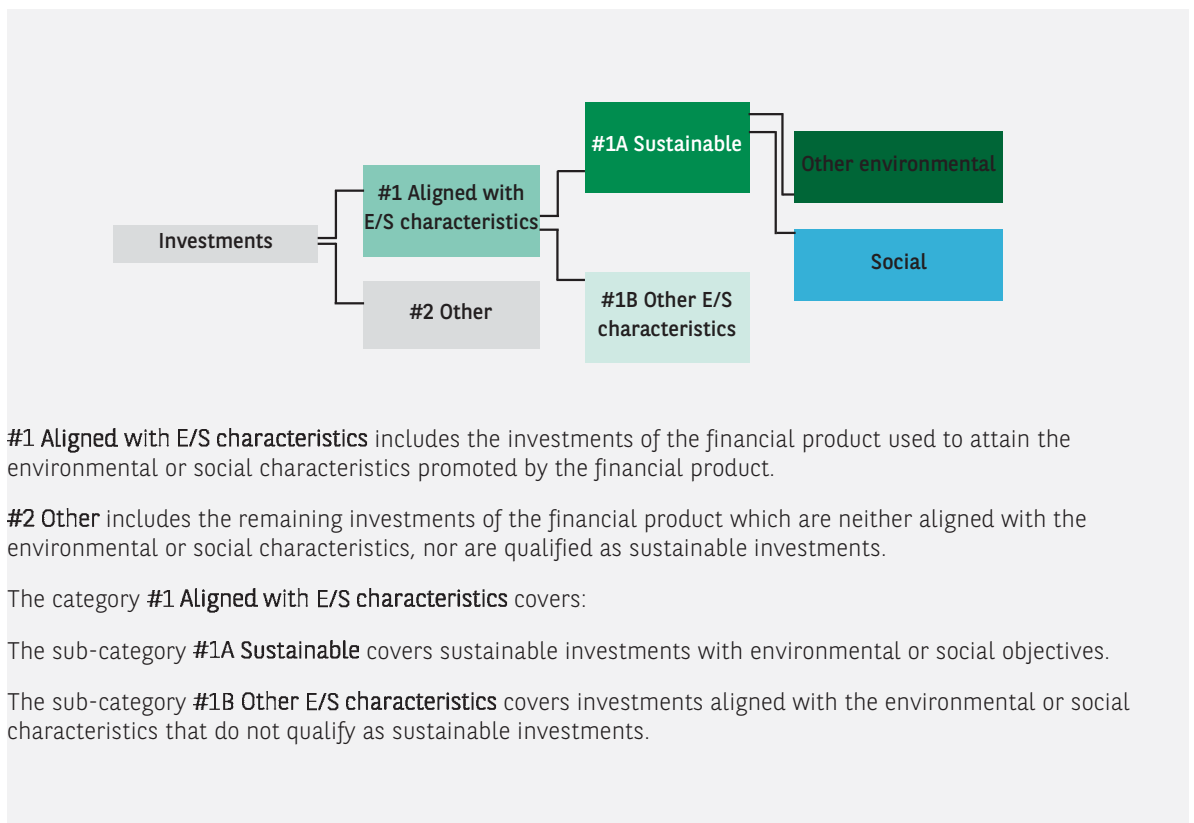 #1A Sustainable
Other environmental
#1 Aligned with
E/S characteristics
Investments
Social
#2 Other
#1B Other E/S
characteristics
#1 Aligned with E/S characteristics includes the investments of the financial product used to attain the
environmental or social characteristics promoted by the financial product.
#2 Other includes the remaining investments of the financial product which are neither aligned with the
environmental or social characteristics, nor are qualified as sustainable investments.
The category #1 Aligned with E/S characteristics covers:
The sub-category #1A Sustainable covers sustainable investments with environmental or social objectives.
The sub-category #1B Other E/S characteristics covers investments aligned with the environmental or social
characteristics that do not qualify as sustainable investments.